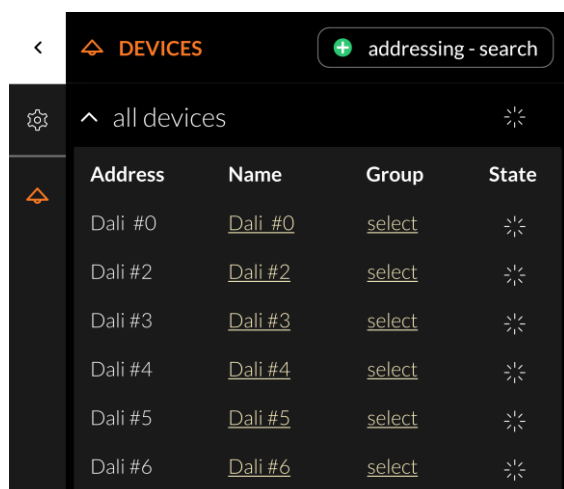 DEVICES addressing - search
all devices
Address Name Group State
Dali #0 Dali #0 select
Dali #2 Dali #2 select
Dali #3 Dali #3 select
Dali #4 Dali #4 select
Dali #5 Dali #5 select
Dali #6 Dali #6 select